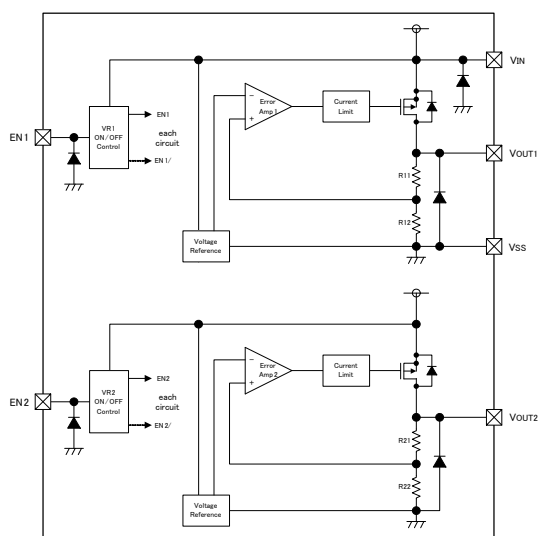 VIN
Error
Amp 1
−
+
Current
Limit
EN1
VR1
ON/OFF
Control
EN1
each
circuit
EN1/
VOUT1
R11
R12
Voltage
Reference
VSS
Error
Amp 2
−
+
Current
Limit
EN2
VR2
ON/OFF
Control
EN2
each
circuit
EN2/
VOUT2
R21
R22
Voltage
Reference